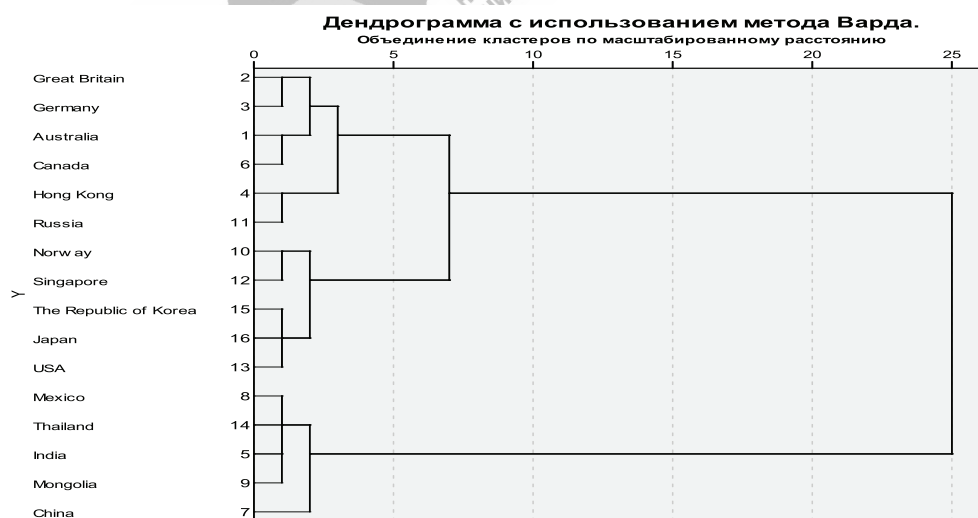 Дендрограмма с использованием метода Варда.
Объединение кластеров по масштабированному расстоянию
0 5 10 15 20 25
Great Britain 2
Germany 3
Australia 1
Canada 6
Hong Kong 4
Russia 11
Norway 10
Singapore 12
Y
The Republic of Korea 15
Japan 16
USA 13
Mexico 8
Thailand 14
India 5
Mongolia 9
China 7